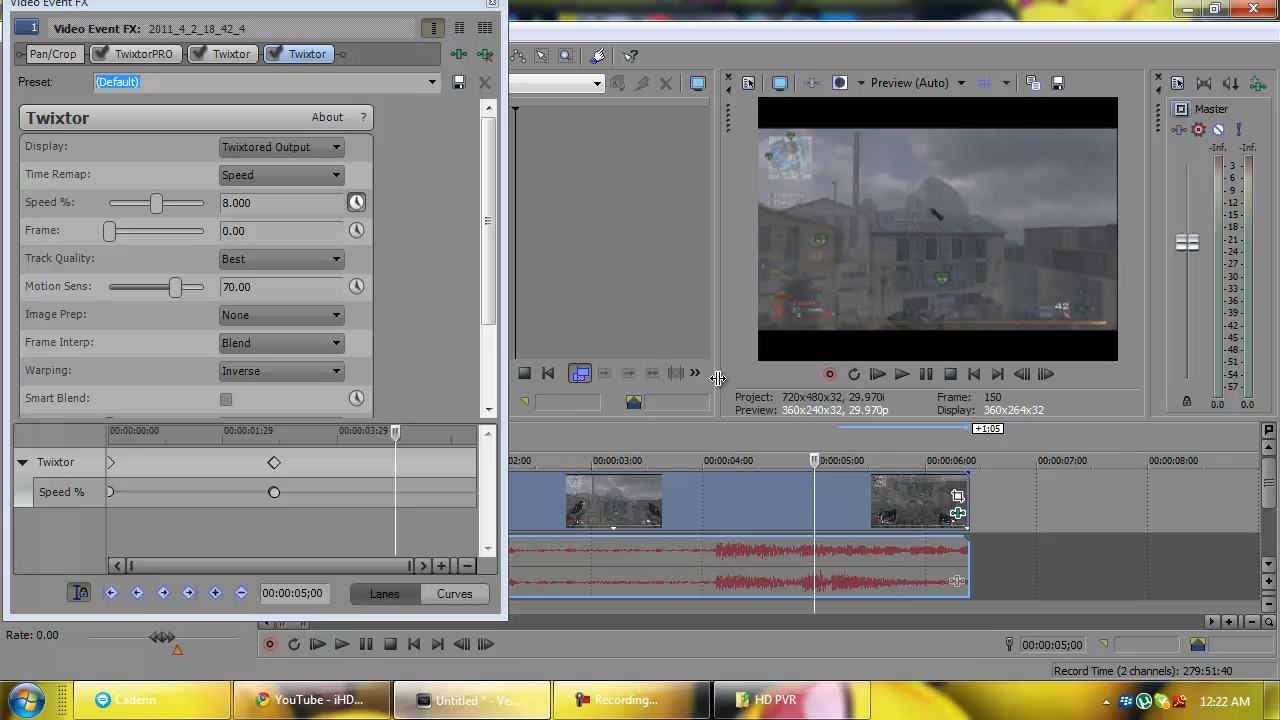 Video Event FX
1
Video Event FX: 2011_4_2_18_42_4
Pan/Crop
TwixtorPRO
Twixtor
Twixtor
Preset:
(Default)
Twixtor
About
?
Display:
Twixtored Output
Time Remp:
Speed
Speed %:
8.000
Frame:
0.00
Track Quality:
Best
Motion Sens:
70.00
Image Prep:
None
Frame Interp:
Blend
Warping:
Inverse
Smart Blend:
00:00:00:00
00:00:01:29
00:00:03:29
Twixtor
Speed %
00:00:05;00
Lanes
Curves
Rate: 0.00
Preview (Auto)
42
Project: 720x480x32, 29.970i
Frame: 150
Preview: 360x240x32, 29.970p
Display: 360x264x32
Master
-Inf.
-Inf.
3
6
9
12
15
18
21
24
27
30
33
36
39
42
45
48
51
54
57
0.0
0.0
+1:05
02:00
00:00:03:00
00:00:04:00
00:00:05:00
00:00:06:00
00:00:07:00
00:00:08:00
00:00:05;00
Record Time (2 channels): 279:51:40
Cadenn
YouTube - iHD...
Untitled * - Ve...
Recording...
HD PVR
12:22 AM